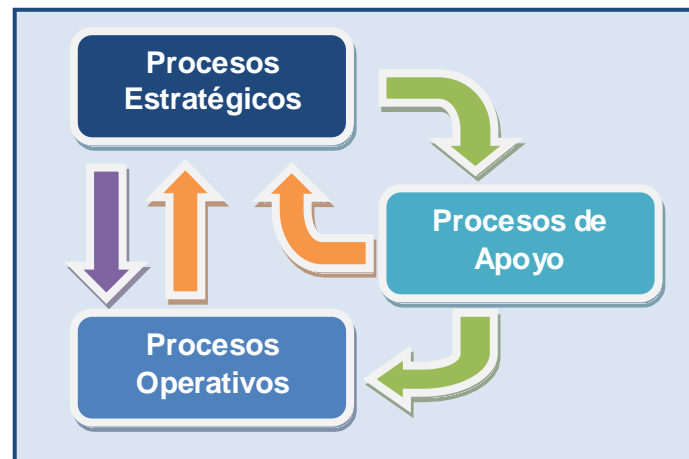 Procesos
Estratégicos
Procesos de
Apoyo
Procesos
Operativos